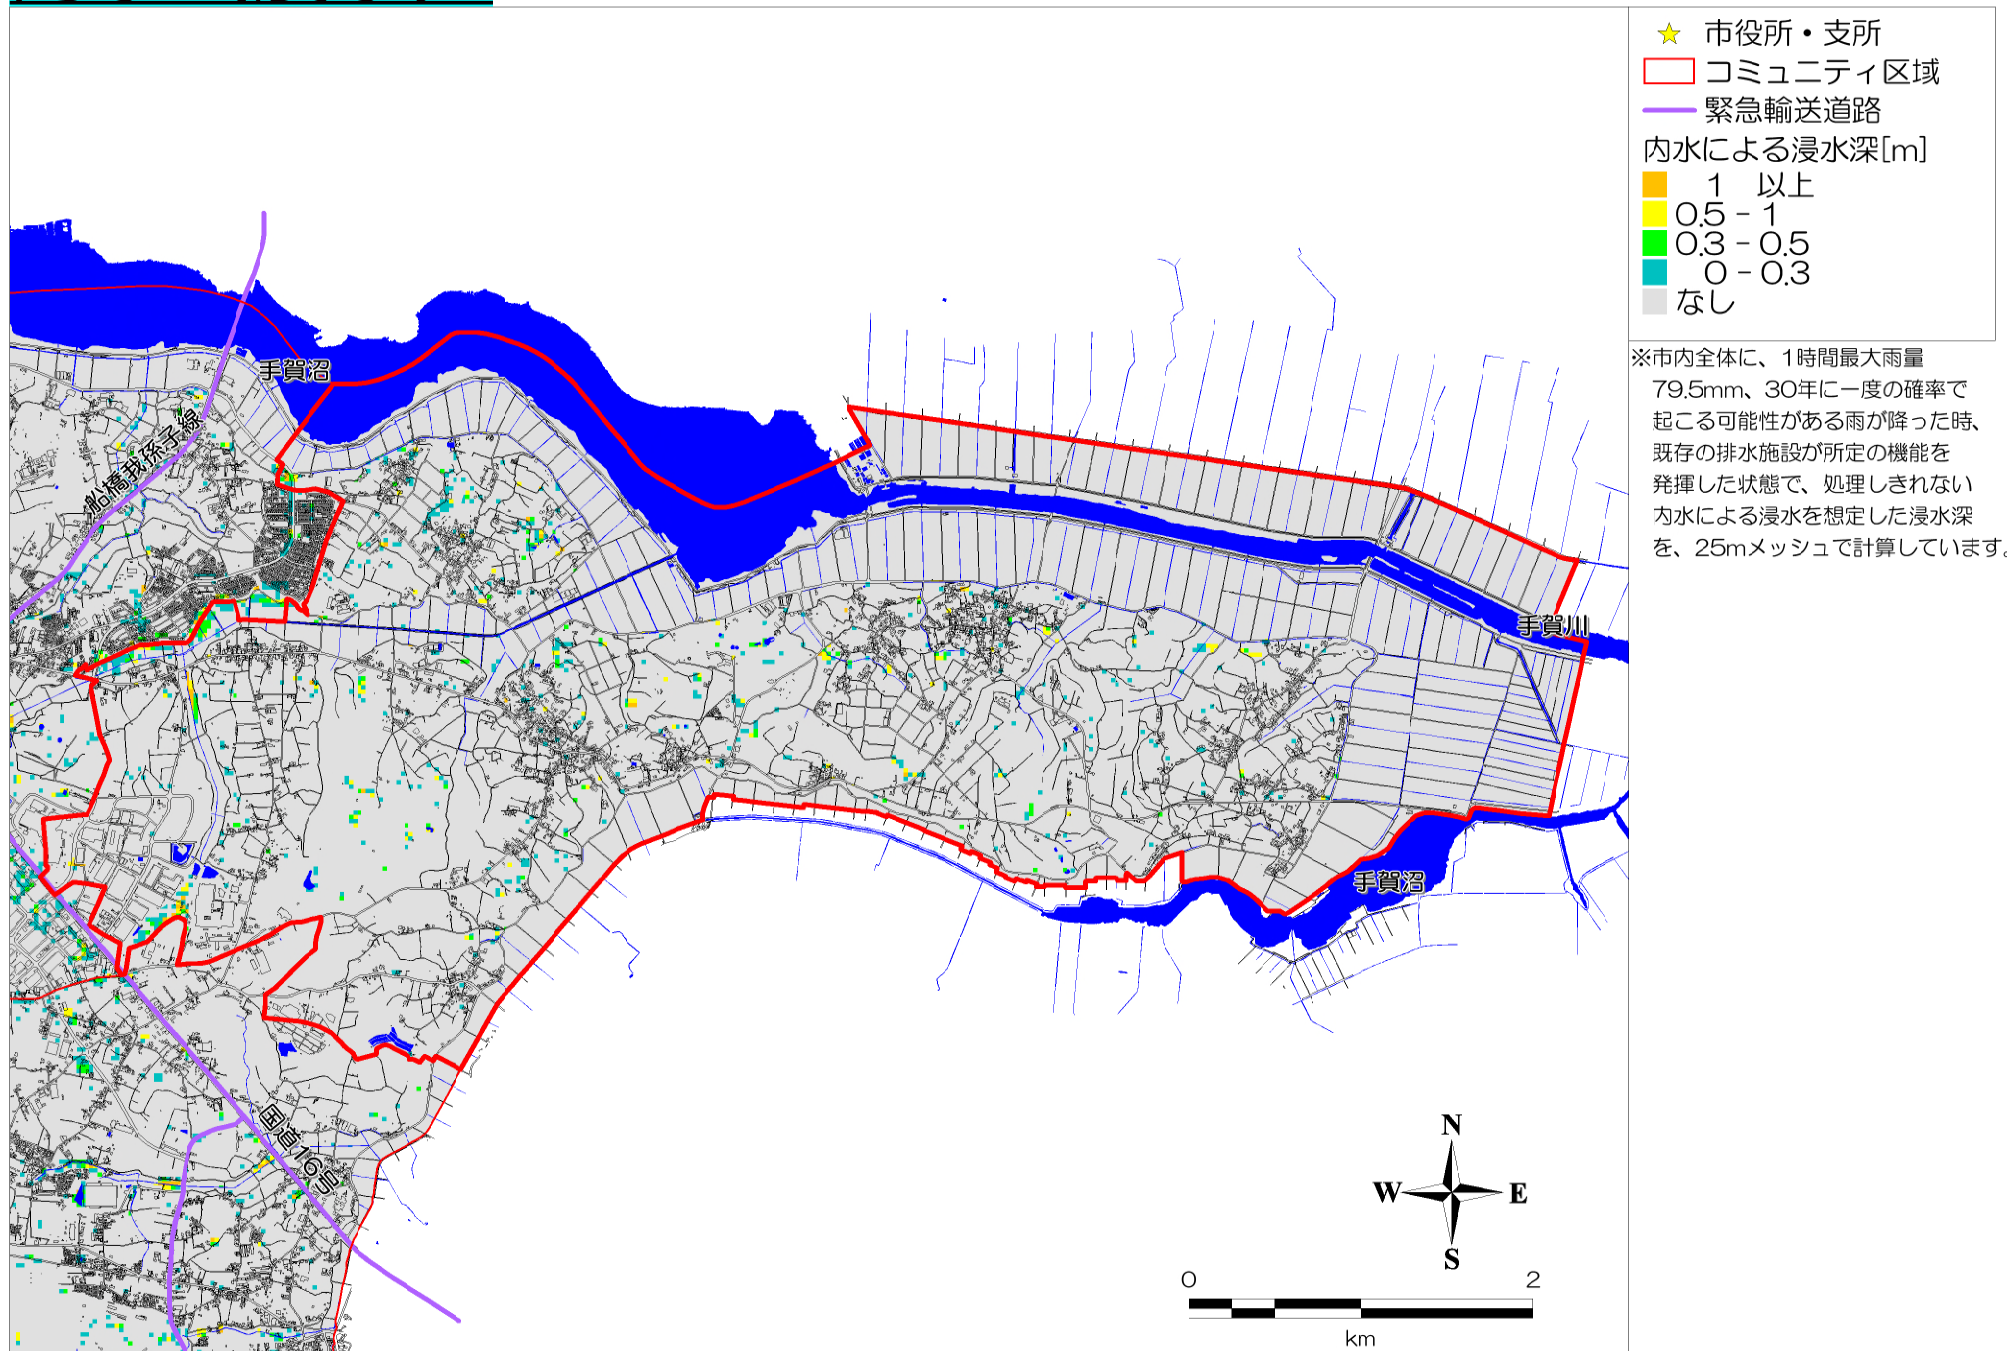 市役所・支所
コミュニティ区域
緊急輸送道路
内水による浸水深[m]
1 以上
0.5 - 1
0.3 - 0.5
0 - 0.3
なし
※市内全体に、1時間最大雨量
79.5mm、30年に一度の確率で
起こる可能性がある雨が降った時、
既存の排水施設が所定の機能を
発揮した状態で、処理しきれない
内水による浸水を想定した浸水深
を、25mメッシュで計算しています。
手賀沼
船橋我孫子線
手賀川
手賀沼
国道16号
N
W
E
S
0
2
km